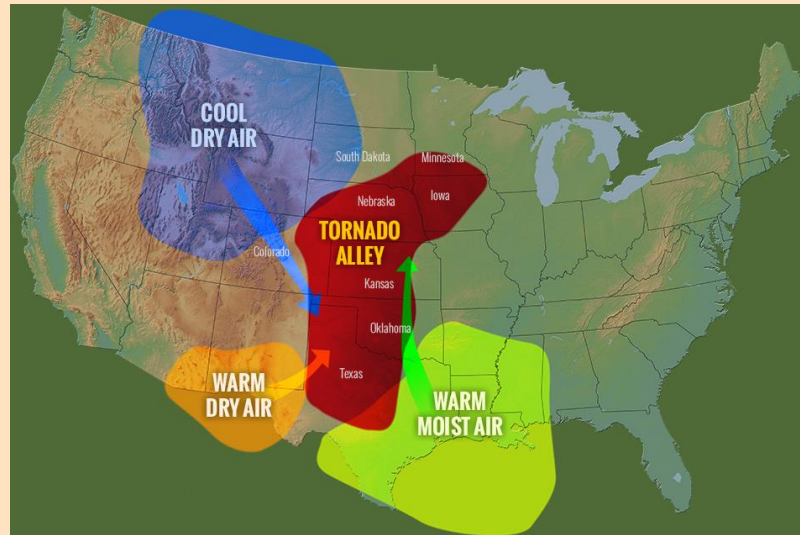 COOL
DRY AIR
South Dakota
Minnesota
Nebraska
Iowa
TORNADO
ALLEY
Colorado
Kansas
Oklahoma
Texas
WARM
DRY AIR
WARM
MOIST AIR